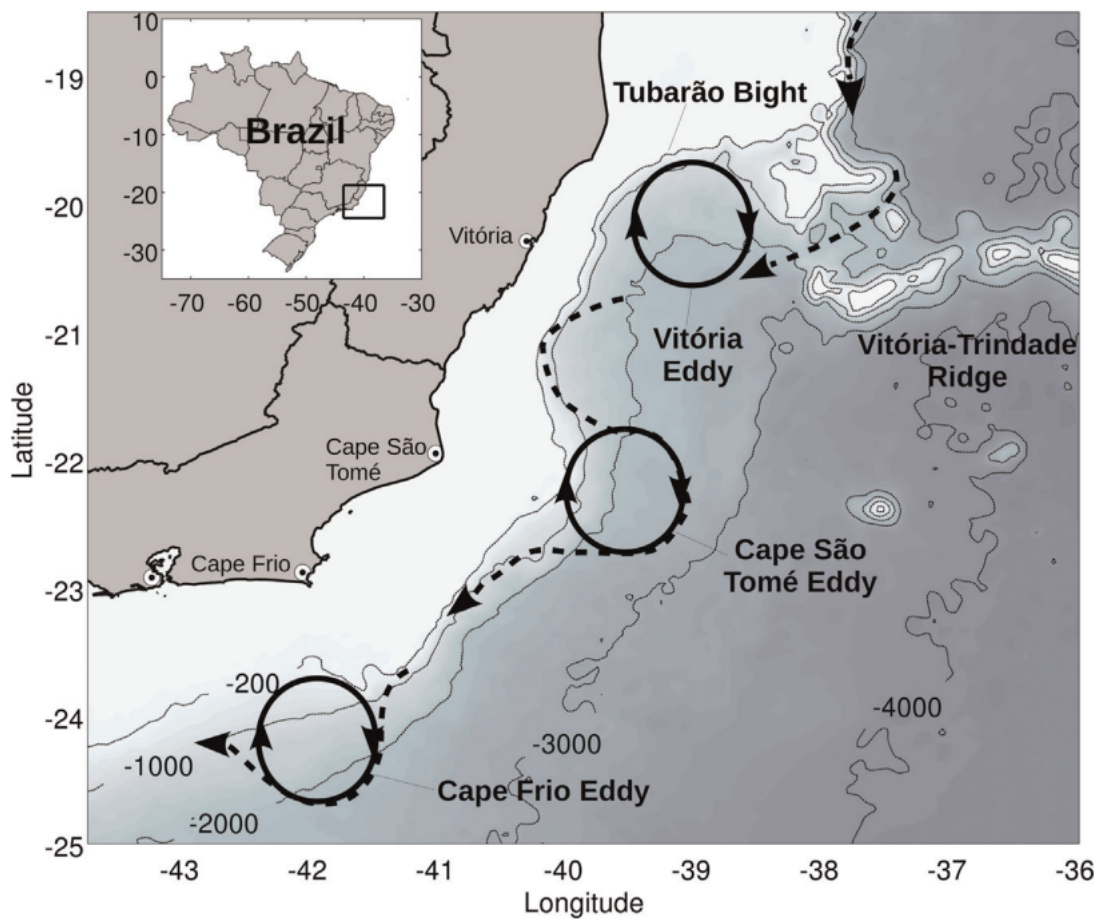 10
0
-10
-20
-30
-70
-60
-50
-40
-30
Brazil
-19
-20
-21
-22
-23
-24
-25
Latitude
Tubarão Bight
Vitória
Vitória
Eddy
Vitória-Trindade
Ridge
Cape São
Tomé
Cape São
Tomé Eddy
Cape Frio
Cape Frio Eddy
-200
-1000
-2000
-3000
-4000
-43
-42
-41
-40
-39
-38
-37
-36
Longitude